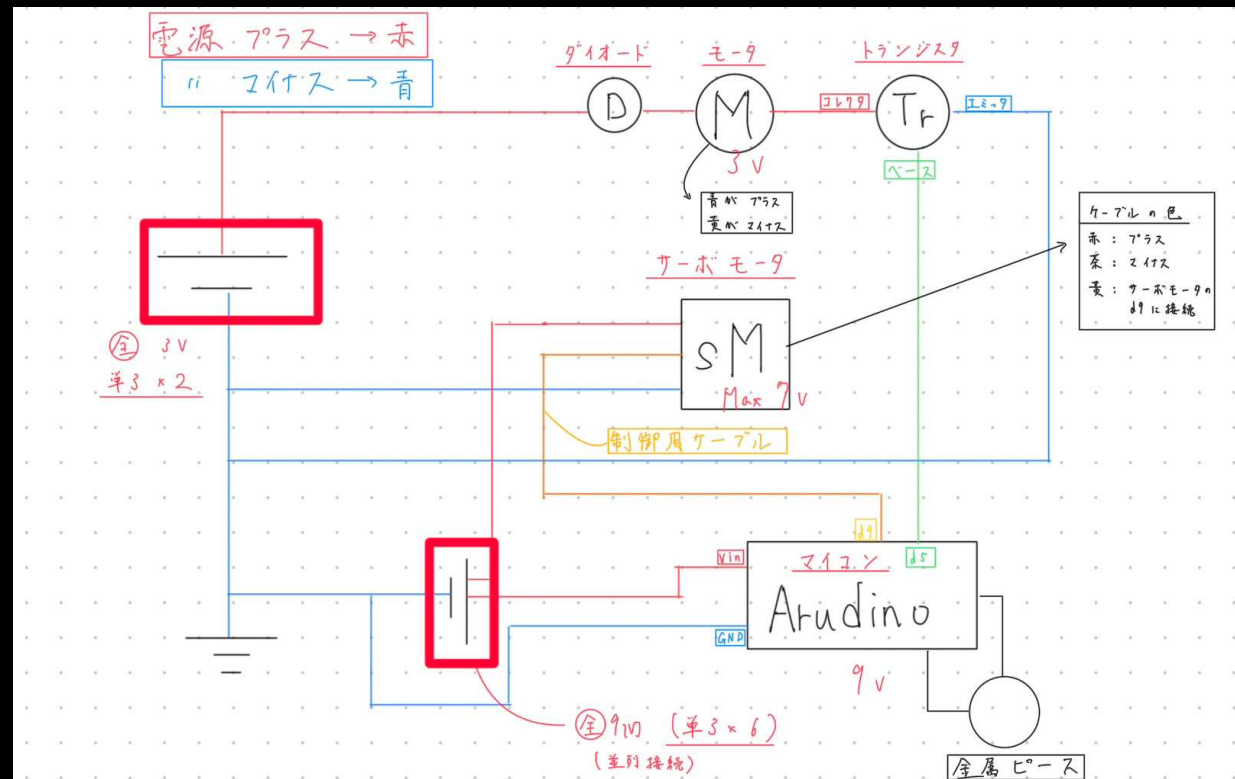 電源 プラス → 赤
〃 マイナス → 青
ダイオード
モータ
トランジスタ
D
M
コレクタ
Tr
エミッタ
3V
ベース
青が プラス
黄が マイナス
ケーブルの色
赤：プラス
茶：マイナス
黄：サーボモータの
d9に接続
サーボモータ
SM
Max 7V
全 3V
単3×2
制御用ケーブル
d9
Vin
マイコン
d5
Arudino
GND
9V
単3×6
(並列接続)
金属ピース